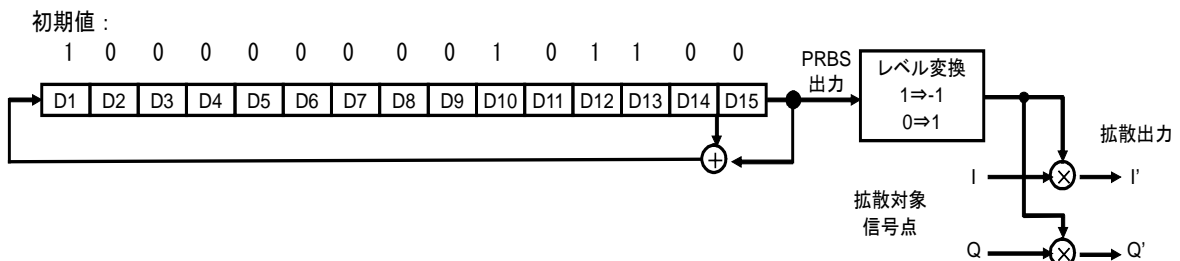 初期値：
1 0 0 0 0 0 0 0 0 1 0 1 1 0 0
D1 D2 D3 D4 D5 D6 D7 D8 D9 D10 D11 D12 D13 D14 D15
PRBS
出力
レベル変換
1⇒-1
0⇒1
+
拡散出力
I × I'
拡散対象
信号点
Q × Q'